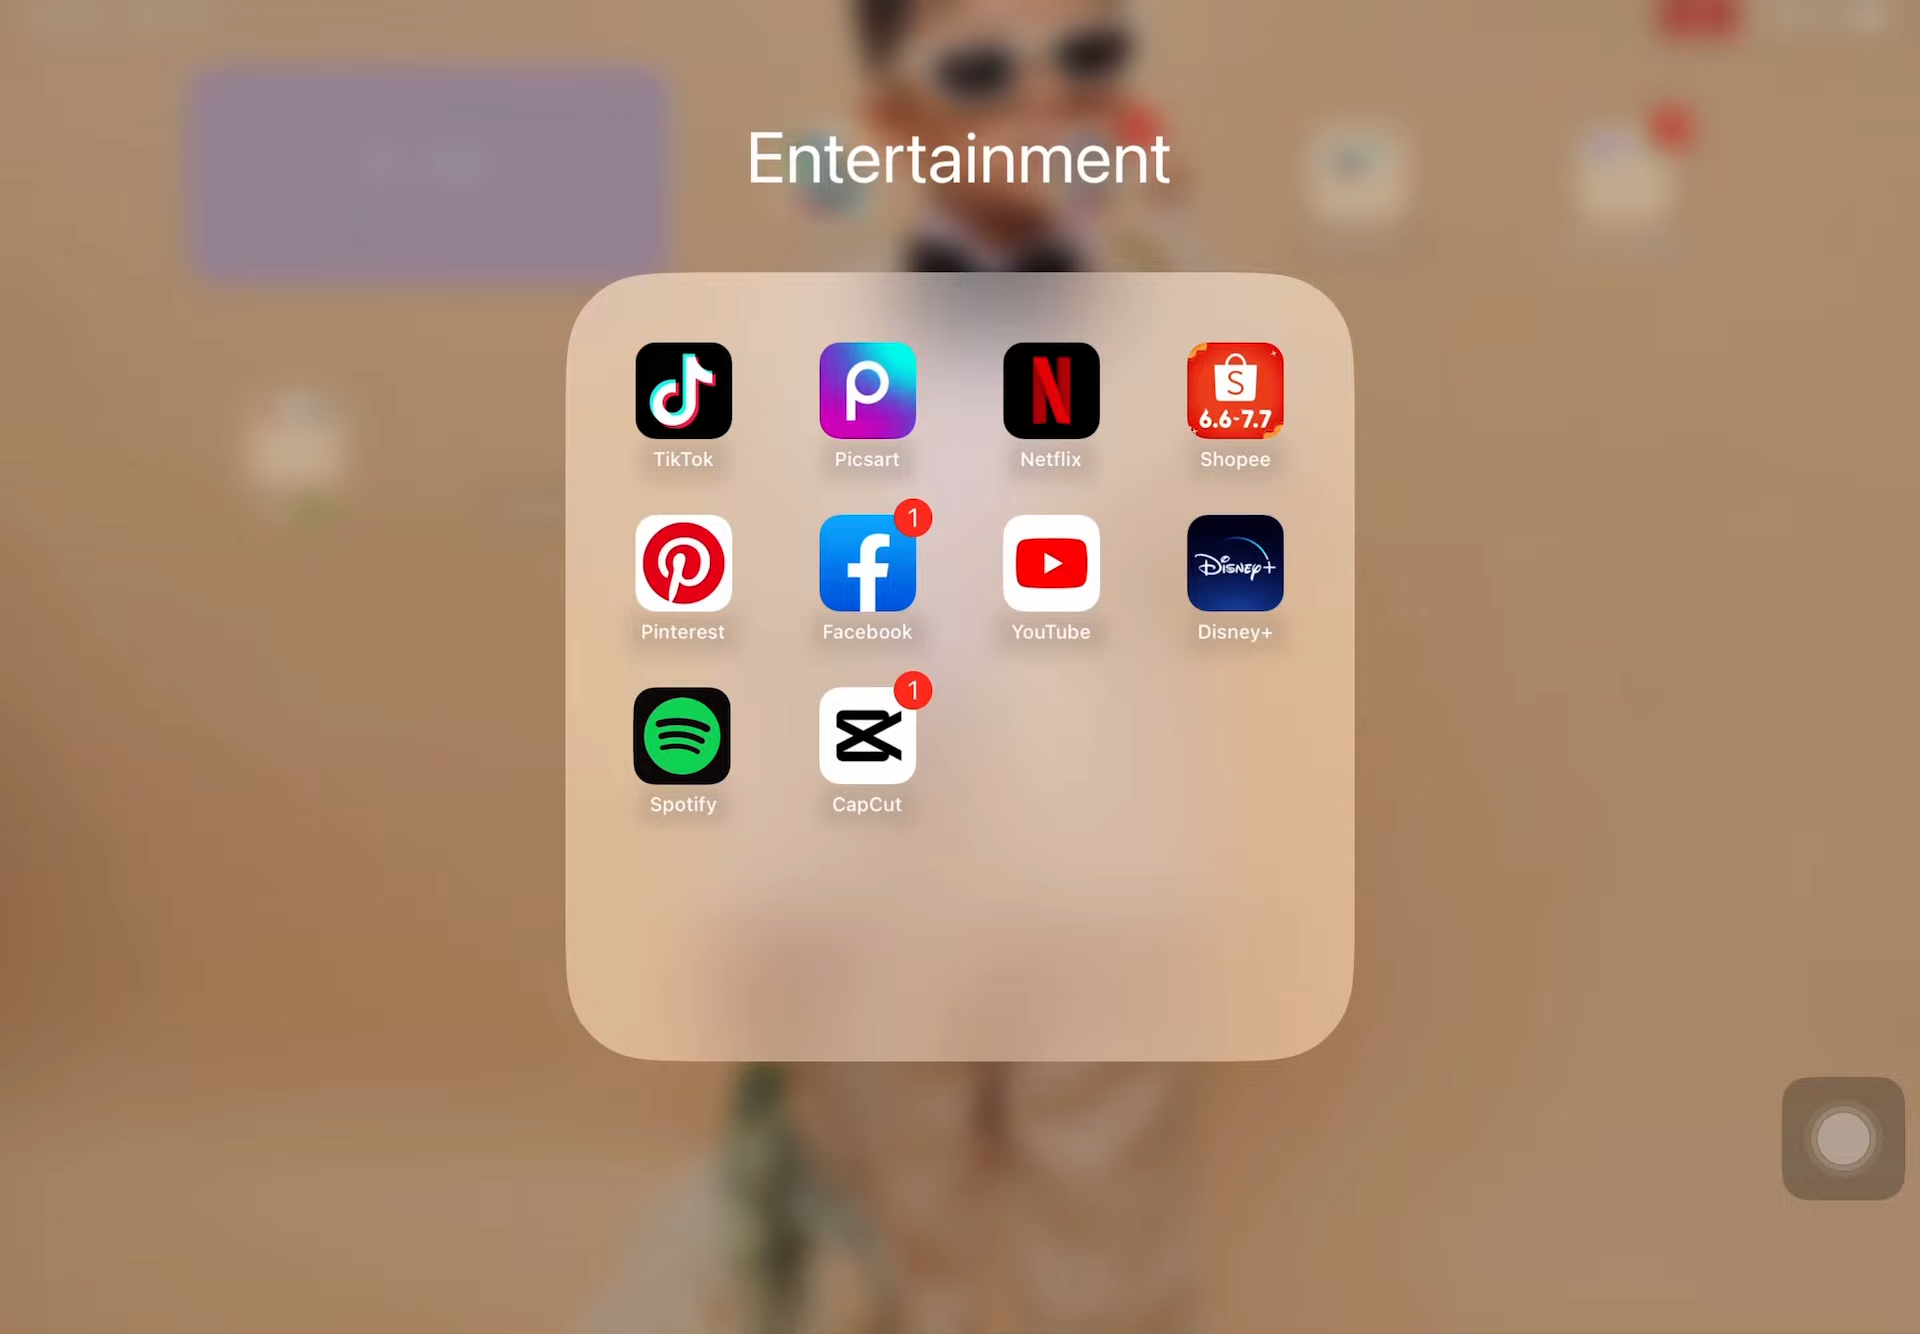 Entertainment
S
6.6-7.7
TikTok
Picsart
Netflix
Shopee
1
Disney+
Pinterest
Facebook
YouTube
Disney+
1
Spotify
CapCut